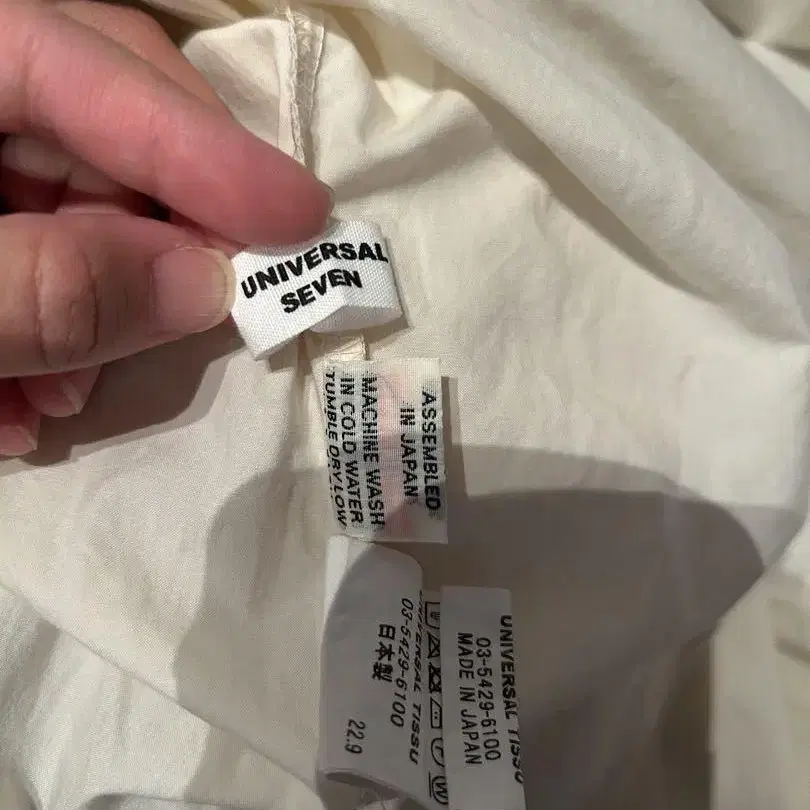 UNIVERSAL
SEVEN
ASSEMBLED
IN JAPAN
MACHINE WASH
IN COLD WATER
TUMBLE DRY LOW
UNIVERSAL TISSU
03-5429-6100
MADE IN JAPAN
UNIVERSAL TISSU
03-5429-6100
日本製
22.9